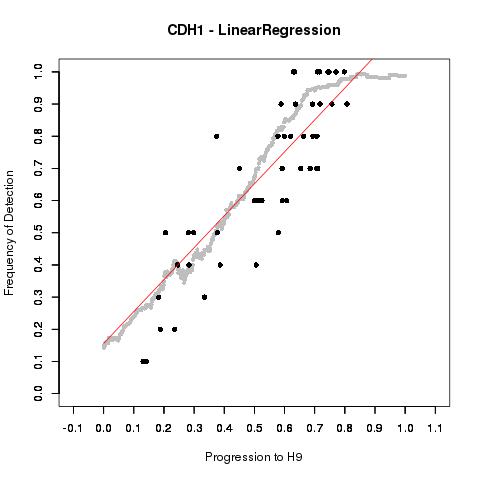 CDH1 - LinearRegression
Frequency of Detection
1.0
0.9
0.8
0.7
0.6
0.5
0.4
0.3
0.2
0.1
0.0
-0.1 0.0 0.1 0.2 0.3 0.4 0.5 0.6 0.7 0.8 0.9 1.0 1.1
Progression to H9